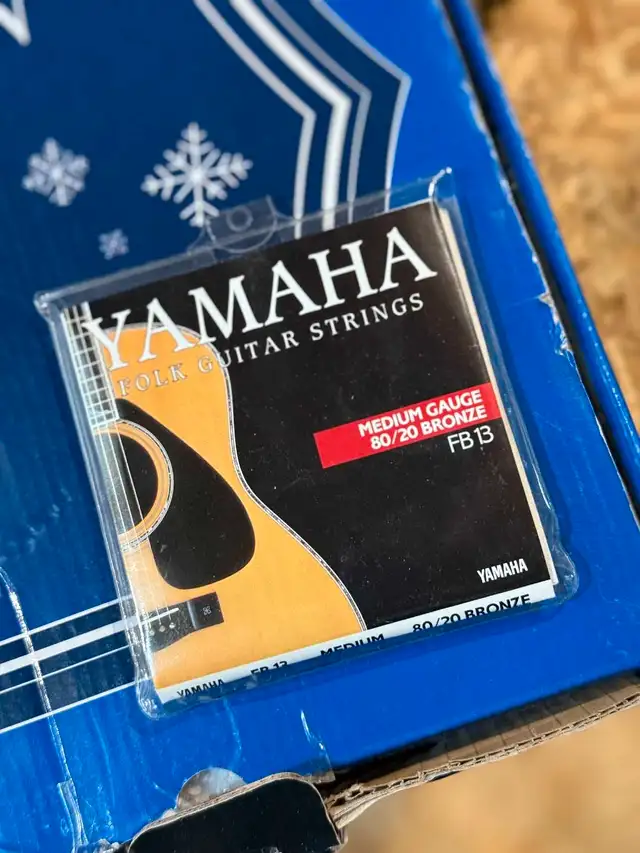 YAMAHA
FOLK GUITAR STRINGS
MEDIUM GAUGE
80/20 BRONZE
FB13
YAMAHA
YAMAHA FB 13 MEDIUM 80/20 BRONZE